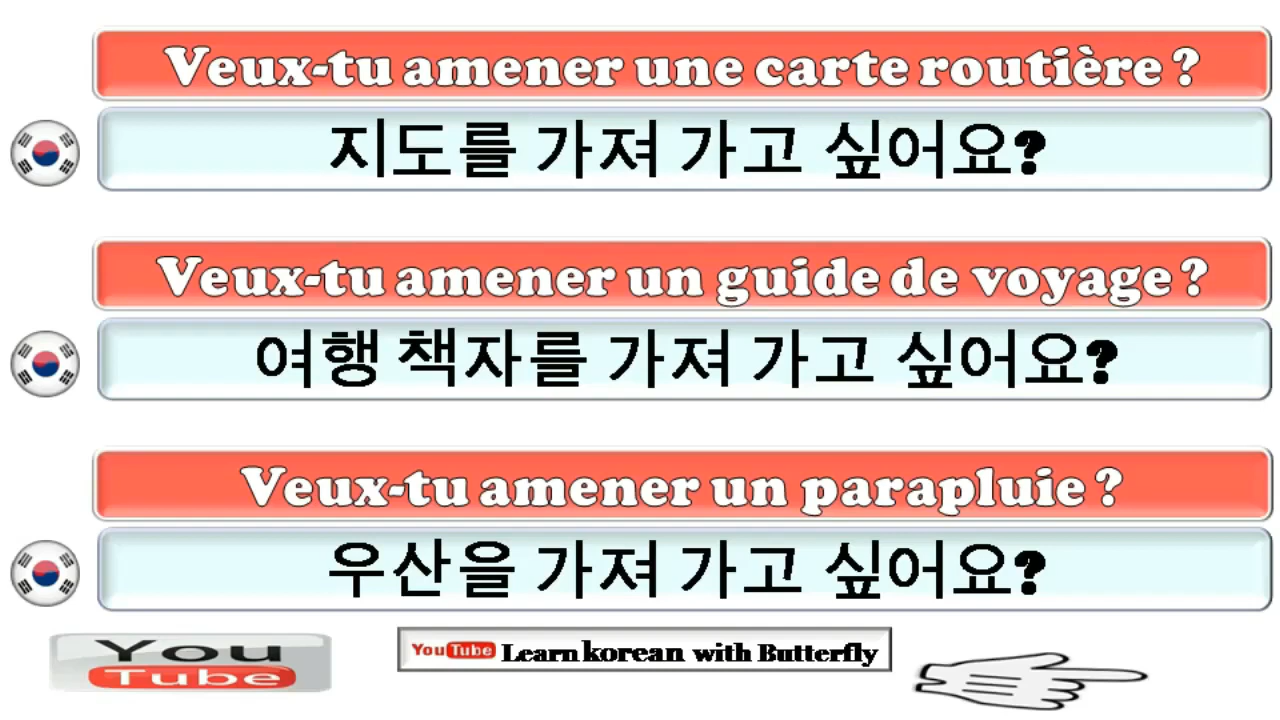 Veux-tu amener une carte routière ?
지도를 가져 가고 싶어요?
Veux-tu amener un guide de voyage ?
여행 책자를 가져 가고 싶어요?
Veux-tu amener un parapluie ?
우산을 가져 가고 싶어요?
You Tube
YouTube Learn korean with Butterfly